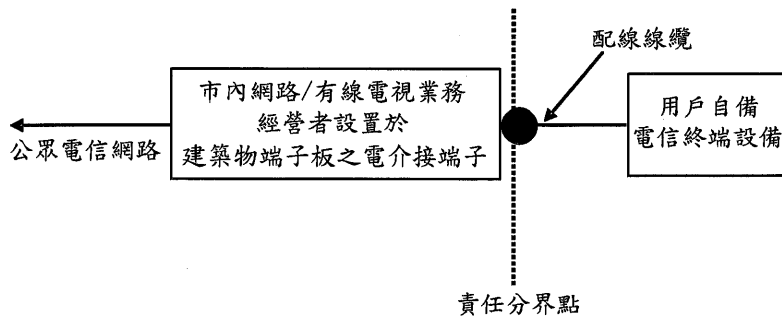 配線線纜
市內網路/有線電視業務
經營者設置於
建築物端子板之電介接端子
用戶自備
電信終端設備
公眾電信網路
責任分界點